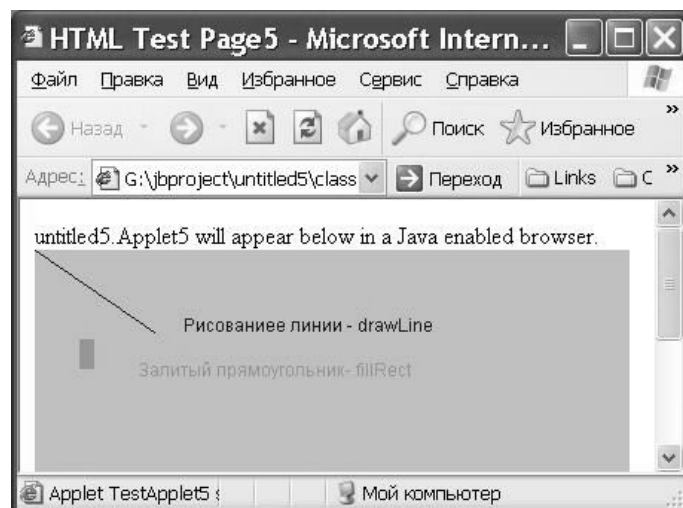 HTML Test Page5 - Microsoft Intern...
Файл Правка Вид Избранное Сервис Справка
Назад Поиск Избранное »
Адрес: G:\jbproject\untitled5\class Переход Links C »
untitled5.Applet5 will appear below in a Java enabled browser.
Рисованиее линии - drawLine
Залитый прямоугольник- fillRect
Applet TestApplet5 s Мой компьютер